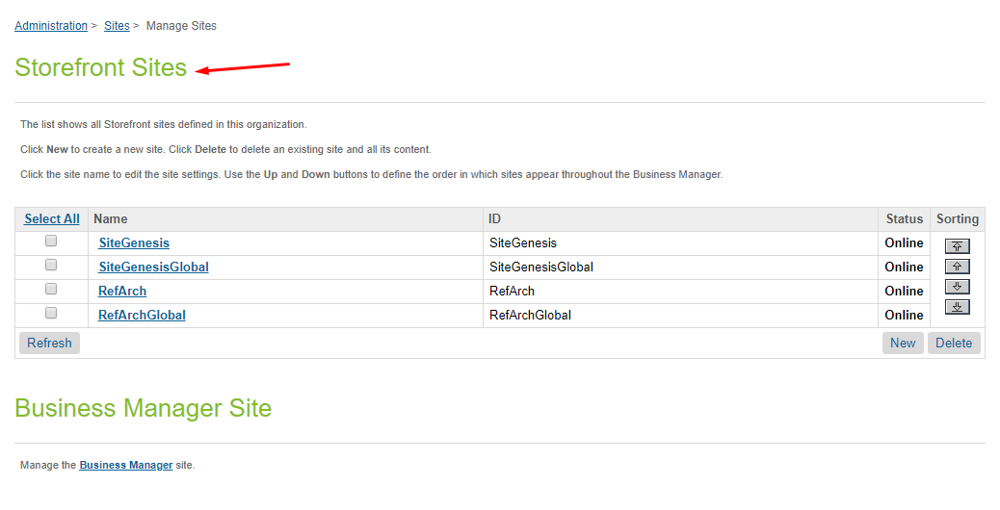 Administration > Sites > Manage Sites
Storefront Sites
The list shows all Storefront sites defined in this organization.
Click New to create a new site. Click Delete to delete an existing site and all its content.
Click the site name to edit the site settings. Use the Up and Down buttons to define the order in which sites appear throughout the Business Manager.
Select All Name ID Status Sorting
SiteGenesis SiteGenesis Online
SiteGenesisGlobal SiteGenesisGlobal Online
RefArch RefArch Online
RefArchGlobal RefArchGlobal Online
Refresh New Delete
Business Manager Site
Manage the Business Manager site.